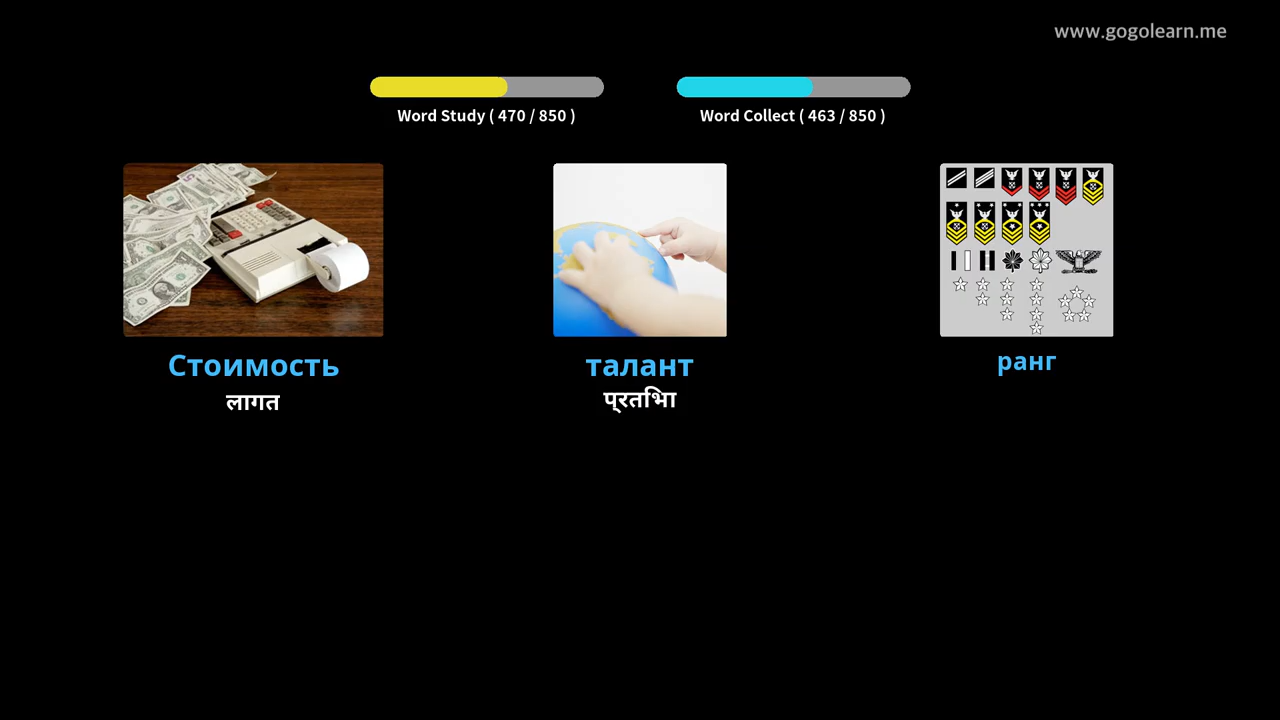 www.gogolearn.me
Word Study ( 470 / 850 )
Word Collect ( 463 / 850 )
Стоимость
लागत
талант
प्रतिभा
ранг